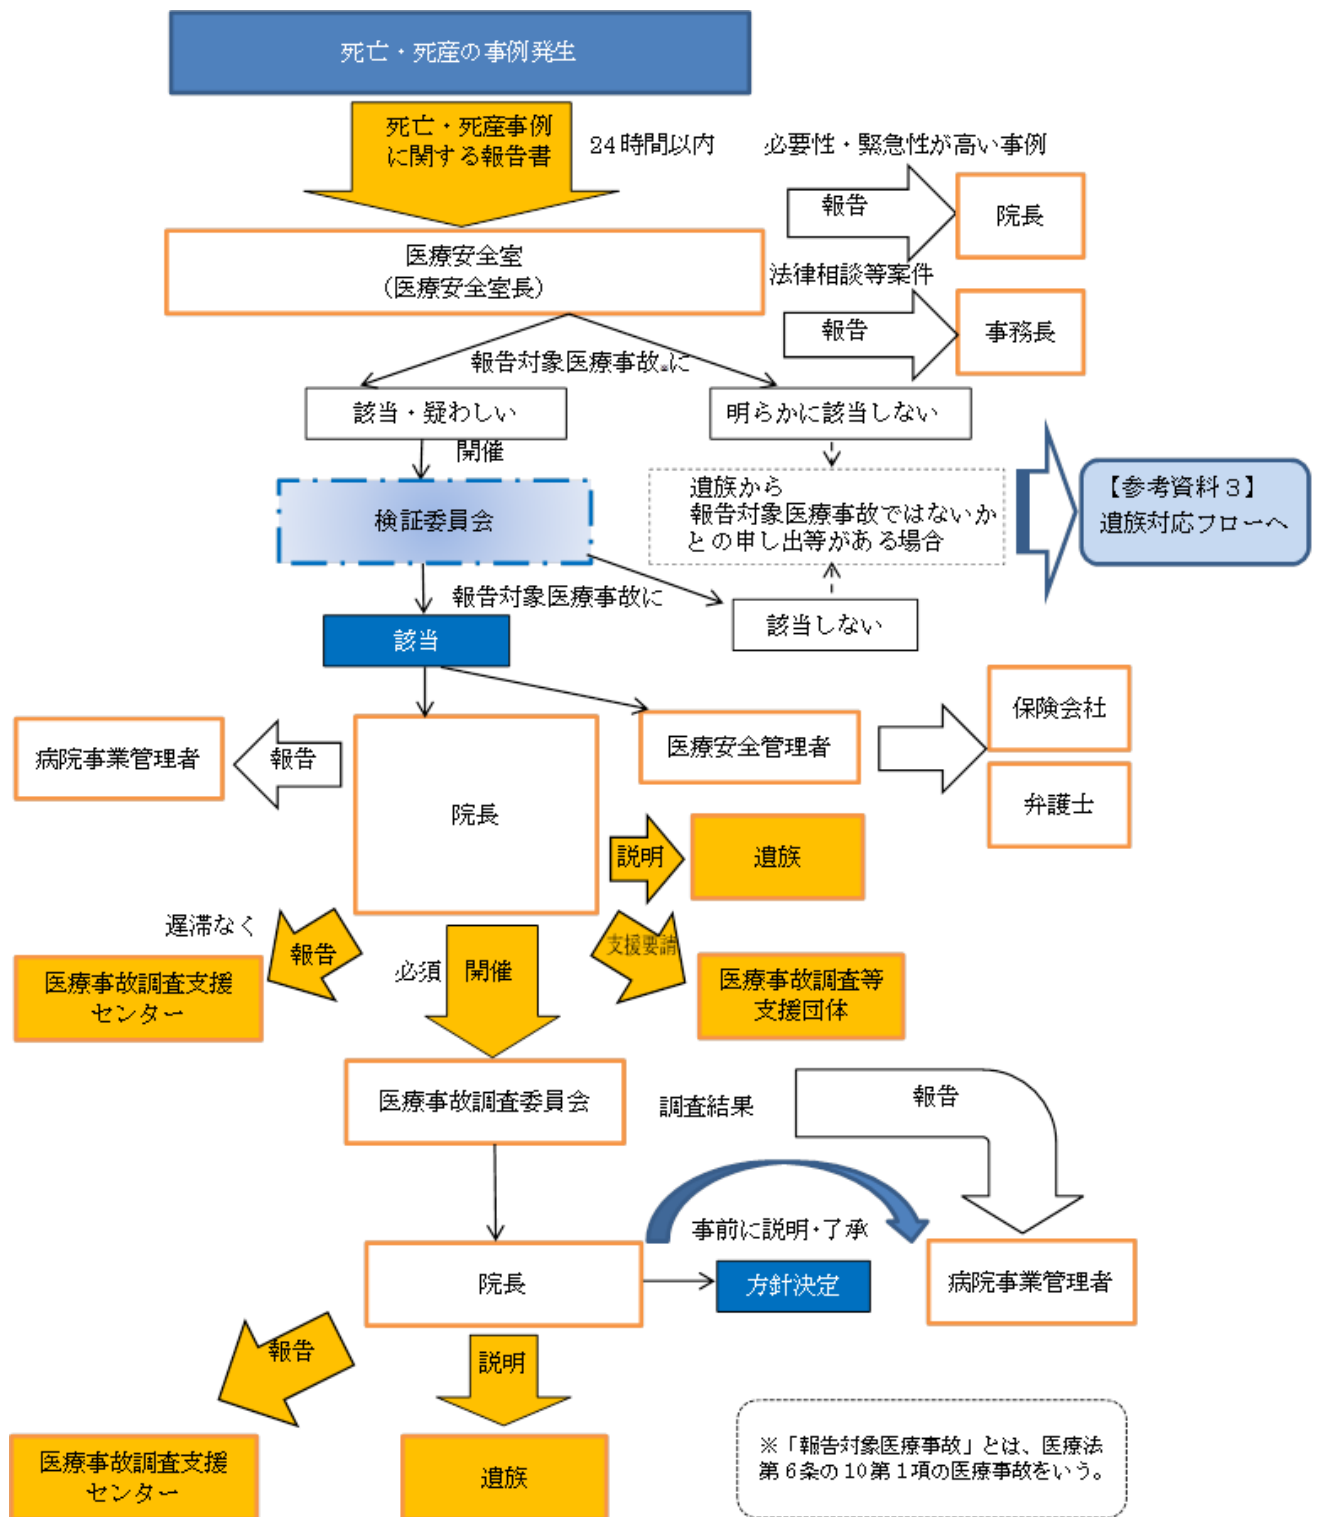 死亡・死産の事例発生
死亡・死産事例
に関する報告書
24時間以内
必要性・緊急性が高い事例
報告
院長
医療安全室
（医療安全室長）
法律相談等案件
報告
事務長
報告対象医療事故※に
該当・疑わしい
明らかに該当しない
開催
検証委員会
遺族から
報告対象医療事故ではないか
との申し出等がある場合
【参考資料３】
遺族対応フローへ
報告対象医療事故に
該当
該当しない
病院事業管理者
報告
院長
医療安全管理者
保険会社
弁護士
説明
遺族
遅滞なく
報告
医療事故調査支援
センター
必須
開催
支援要請
医療事故調査等
支援団体
医療事故調査委員会
調査結果
報告
事前に説明・了承
院長
方針決定
病院事業管理者
報告
説明
医療事故調査支援
センター
遺族
※「報告対象医療事故」とは、医療法
第6条の10第1項の医療事故をいう。